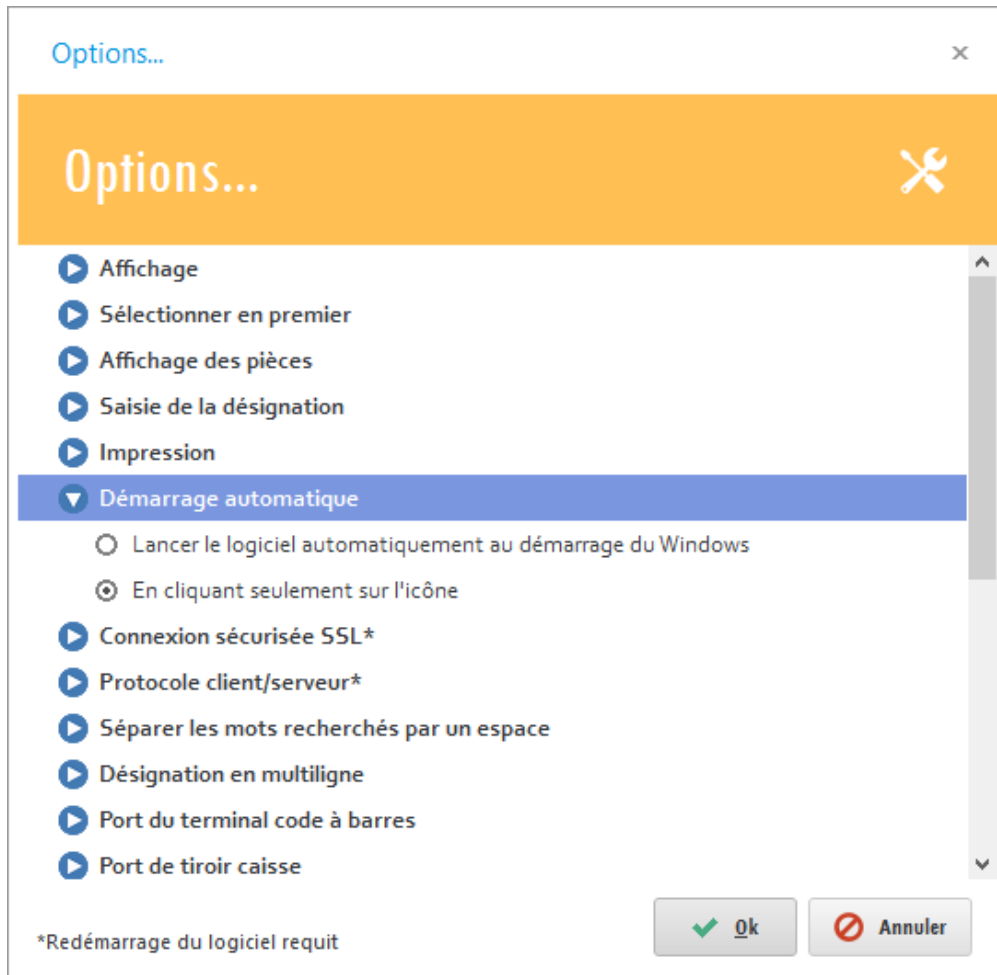 Options...
Options...
Affichage
Sélectionner en premier
Affichage des pièces
Saisie de la désignation
Impression
Démarrage automatique
Lancer le logiciel automatiquement au démarrage du Windows
En cliquant seulement sur l'icône
Connexion sécurisée SSL*
Protocole client/serveur*
Séparer les mots recherchés par un espace
Désignation en multiligne
Port du terminal code à barres
Port de tiroir caisse
*Redémarrage du logiciel requit
Ok
Annuler